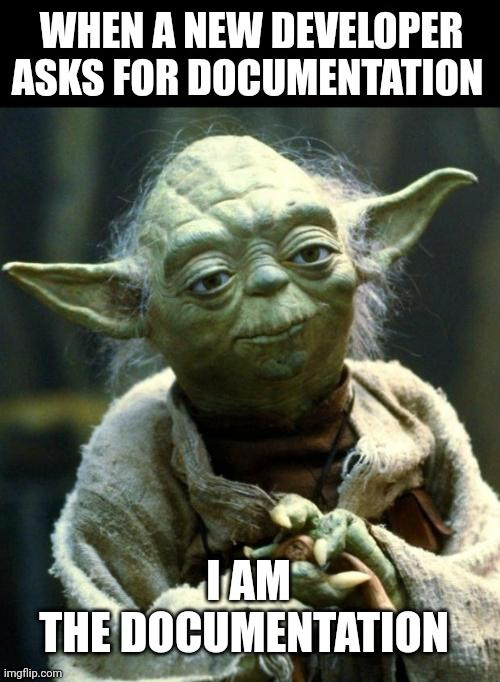 WHEN A NEW DEVELOPER
ASKS FOR DOCUMENTATION
I AM
THE DOCUMENTATION
imgflip.com